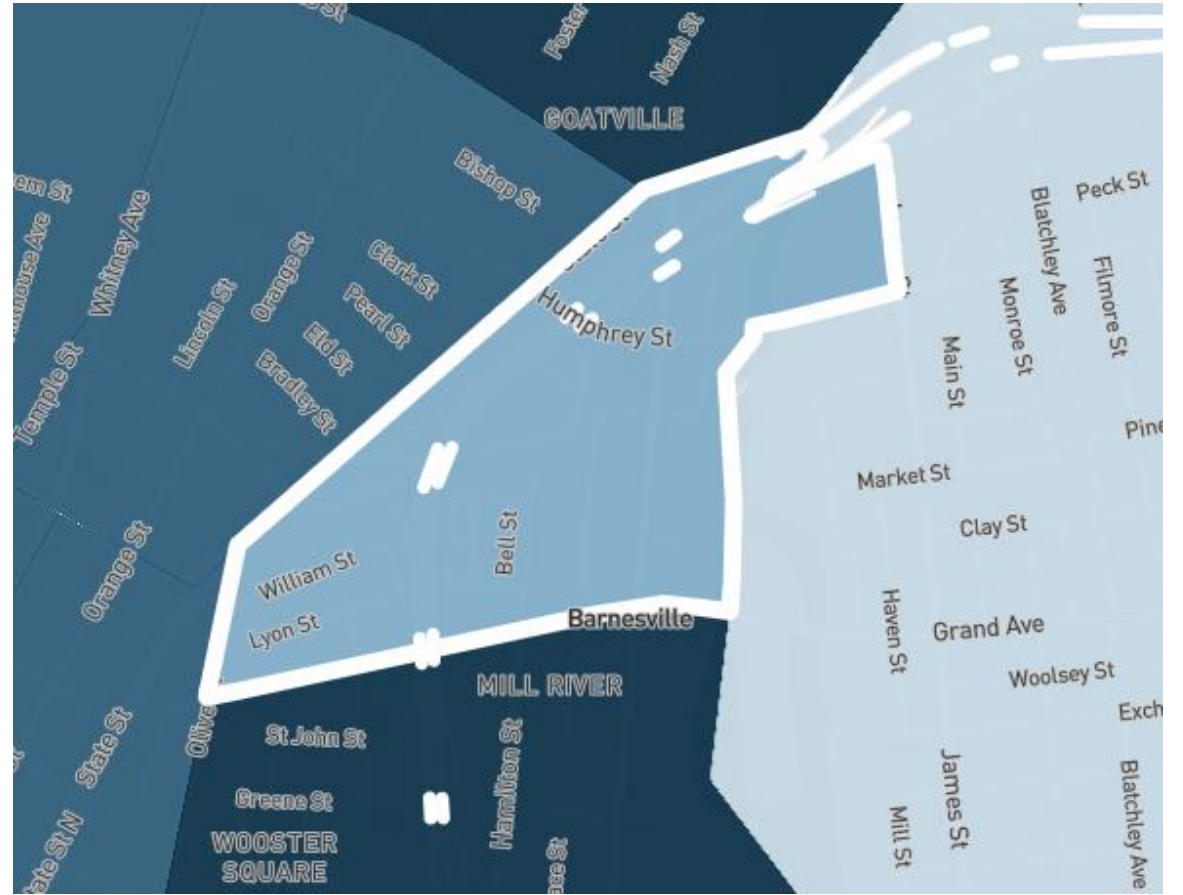 Foster
Nash St
GOATVILLE
Bishop St
Peck St
Blatchley Ave
Whitney Ave
Orange St
Clark St
Filmore St
Pearl St
Monroe St
Lincoln St
Humphrey St
Eld St
Main St
Temple St
Bradley St
Pine
Market St
Bell St
Clay St
Orange St
William St
Haven St
Lyon St
Barnesville
Grand Ave
Woolsey St
MILL RIVER
Exch
Olive
State St
St John St
Hamilton St
James St
Blatchley Ave
Greene St
Mill St
WOOSTER
SQUARE
ate St N